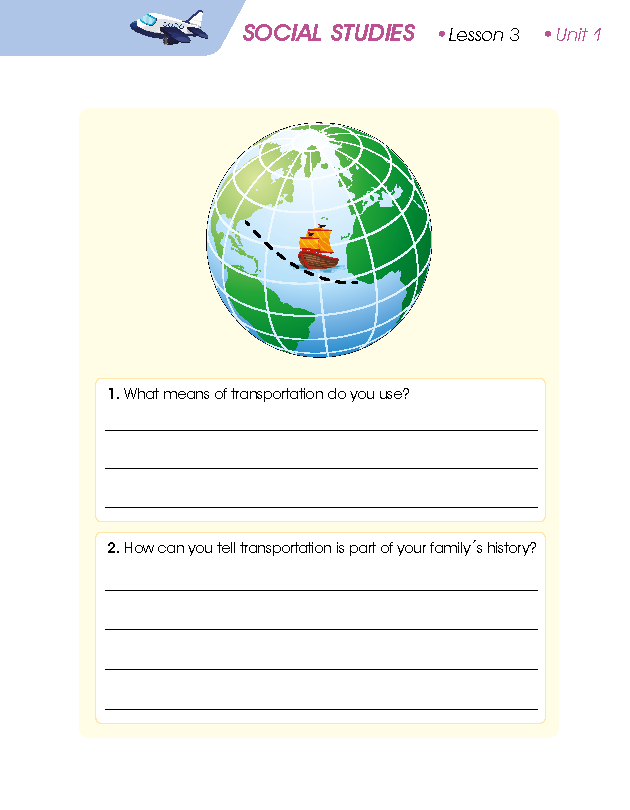 SOCIAL STUDIES • Lesson 3 • Unit 1
1. What means of transportation do you use?
2. How can you tell transportation is part of your family´s history?